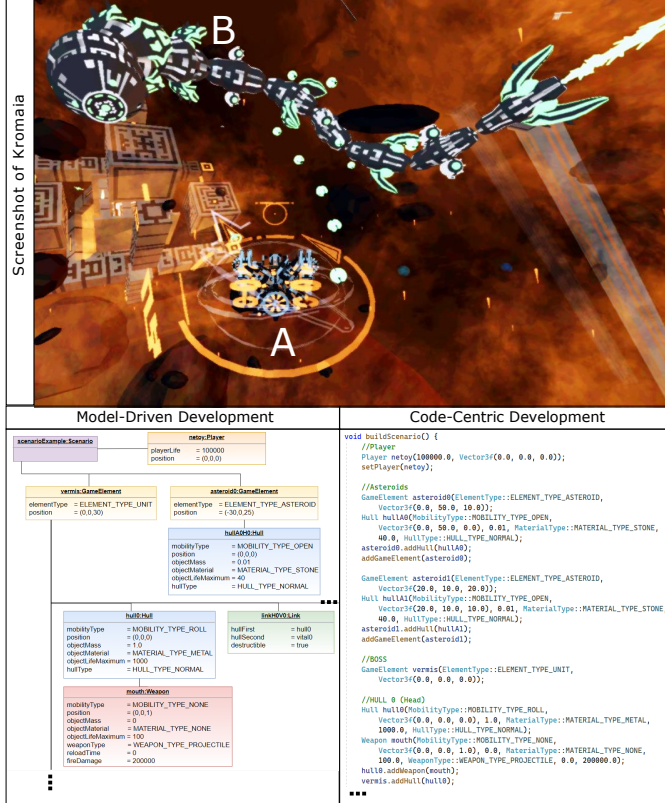 Screenshot of Kromaia
B
A
Model-Driven Development
Code-Centric Development
scenarioExample:Scenario
netoy:Player
playerLife = 100000
position = (0,0,0)
vermis:GameElement
elementType = ELEMENT_TYPE_UNIT
position = (0,0,30)
asteroid0:GameElement
elementType = ELEMENT_TYPE_ASTEROID
position = (-30,0,25)
hullA0H0:Hull
mobilityType = MOBILITY_TYPE_OPEN
position = (0,0,0)
objectMass = 0.01
objectMaterial = MATERIAL_TYPE_STONE
objectLifeMaximum = 40
hullType = HULL_TYPE_NORMAL
hull0:Hull
mobilityType = MOBILITY_TYPE_ROLL
position = (0,0,0)
objectMass = 1.0
objectMaterial = MATERIAL_TYPE_METAL
objectLifeMaximum = 1000
hullType = HULL_TYPE_NORMAL
linkH0V0:Link
hullFirst = hull0
hullSecond = vital0
destructible = true
mouth:Weapon
mobilityType = MOBILITY_TYPE_NONE
position = (0,0,1)
objectMass = 0
objectMaterial = MATERIAL_TYPE_NONE
objectLifeMaximum = 100
weaponType = WEAPON_TYPE_PROJECTILE
reloadTime = 0
fireDamage = 200000
void buildScenario() {
//Player
Player netoy(100000.0, Vector3f(0.0, 0.0, 0.0));
setPlayer(netoy);
//Asteroids
GameElement asteroid0(ElementType::ELEMENT_TYPE_ASTEROID,
Vector3f(0.0, 50.0, 10.0));
Hull hullA0(MobilityType::MOBILITY_TYPE_OPEN,
Vector3f(0.0, 50.0, 0.0), 0.01, MaterialType::MATERIAL_TYPE_STONE,
40.0, HullType::HULL_TYPE_NORMAL);
asteroid0.addHull(hullA0);
addGameElement(asteroid0);
GameElement asteroid1(ElementType::ELEMENT_TYPE_ASTEROID,
Vector3f(20.0, 10.0, 20.0));
Hull hullA1(MobilityType::MOBILITY_TYPE_OPEN,
Vector3f(20.0, 10.0, 10.0), 0.01, MaterialType::MATERIAL_TYPE_STONE,
40.0, HullType::HULL_TYPE_NORMAL);
asteroid1.addHull(hullA1);
addGameElement(asteroid1);
//BOSS
GameElement vermis(ElementType::ELEMENT_TYPE_UNIT,
Vector3f(0.0, 0.0, 0.0));
//HULL 0 (Head)
Hull hull0(MobilityType::MOBILITY_TYPE_ROLL,
Vector3f(0.0, 0.0, 0.0), 1.0, MaterialType::MATERIAL_TYPE_METAL,
1000.0, HullType::HULL_TYPE_NORMAL);
Weapon mouth(MobilityType::MOBILITY_TYPE_NONE,
Vector3f(0.0, 0.0, 1.0), 0.0, MaterialType::MATERIAL_TYPE_NONE,
100.0, WeaponType::WEAPON_TYPE_PROJECTILE, 0.0, 200000.0);
hull0.addWeapon(mouth);
vermis.addHull(hull0);